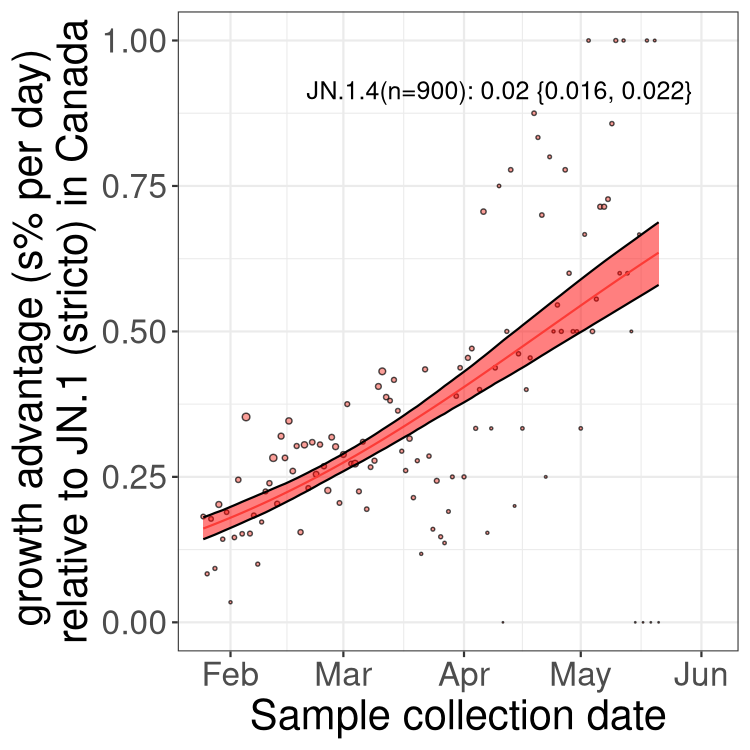 growth advantage (s% per day)
relative to JN.1 (stricto) in Canada
1.00
0.75
0.50
0.25
0.00
JN.1.4(n=900): 0.02 {0.016, 0.022}
Feb Mar Apr May Jun
Sample collection date